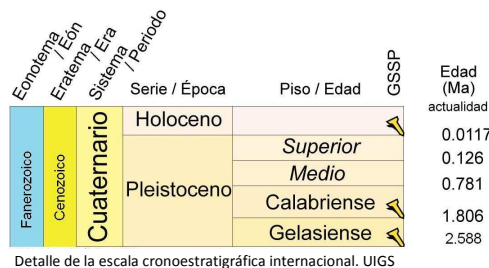 Eonotema / Eón
Eratema / Era
Sistema / Periodo
Serie / Época
Piso / Edad
GSSP
Edad
(Ma)
actualidad
Fanerozoico
Cenozoico
Cuaternario
Holoceno
0.0117
Pleistoceno
Superior
0.126
Medio
0.781
Calabriense
1.806
Gelasiense
2.588
Detalle de la escala cronoestratigráfica internacional. UIGS